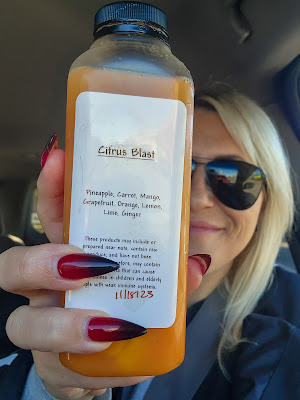 Citrus Blast
Pineapple, Carrot, Mango,
Grapefruit, Orange, Lemon,
Lime, Ginger
These products may include or
prepared near nuts, contain raw
and have not been
may contain
that can cause
in children and elderly
with weak immune systems.
11/18/23